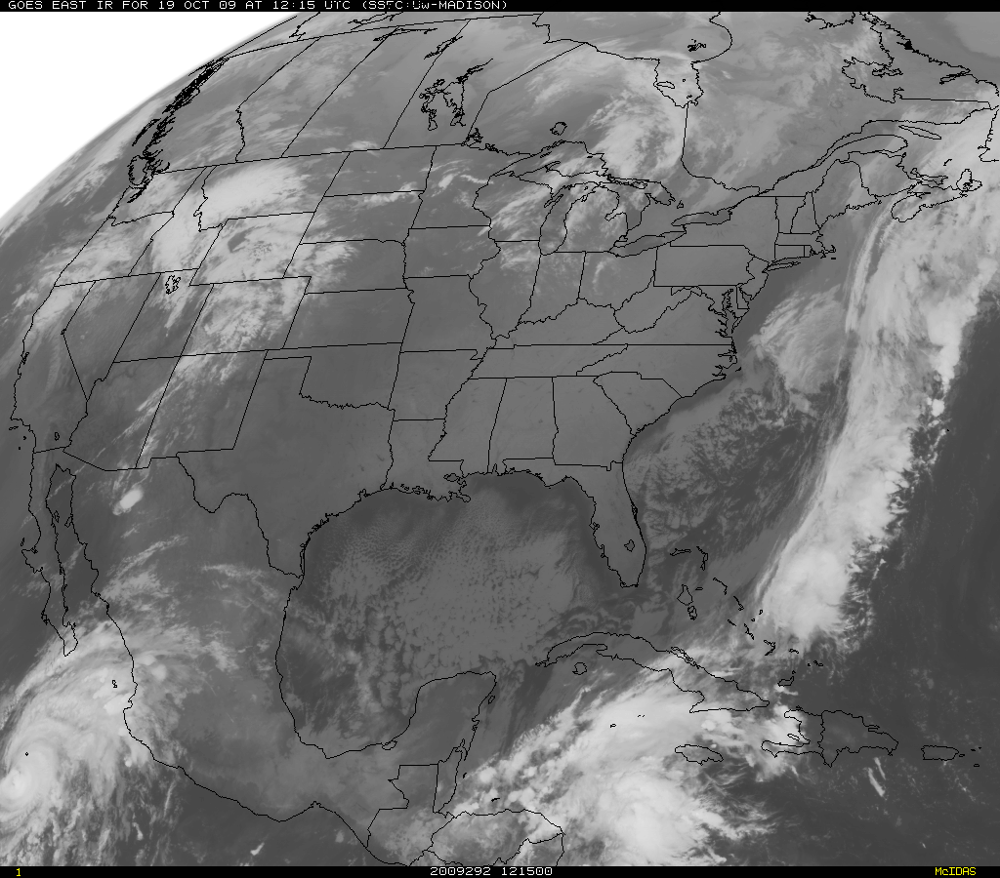 GOES EAST IR FOR 19 OCT 09 AT 12:15 UTC (SSEC:UW-MADISON)
1 2009292 121500 McIDAS